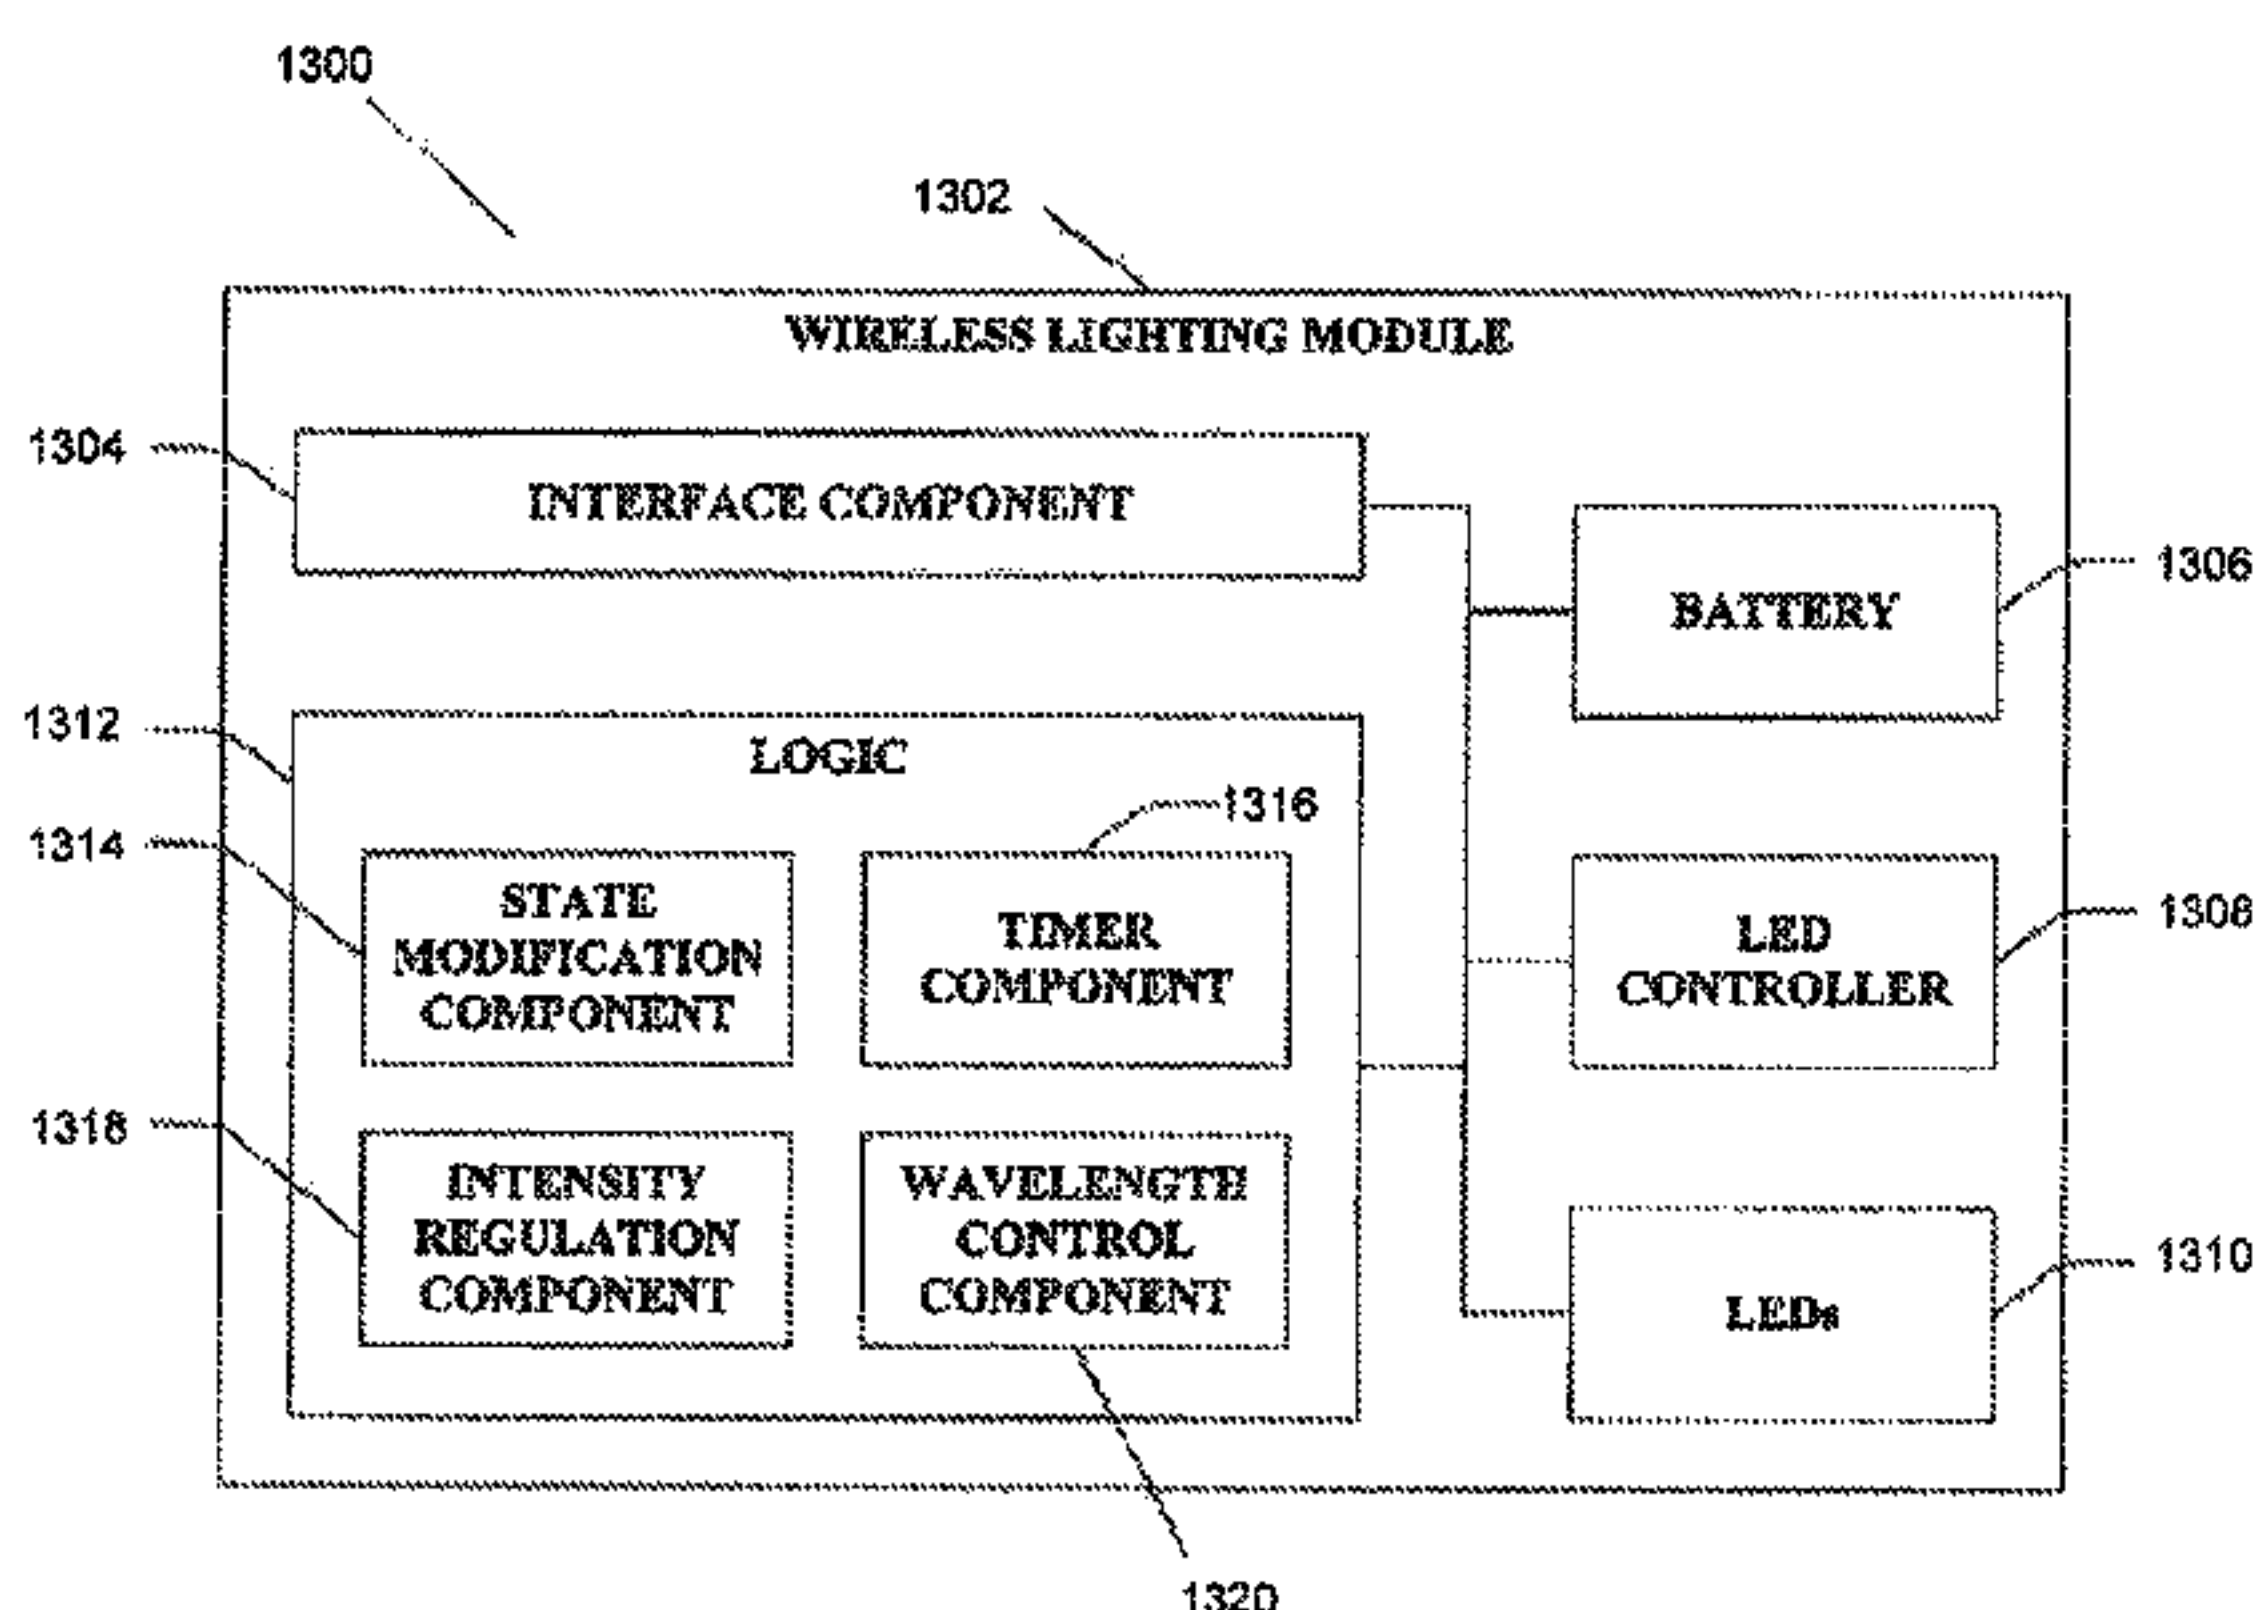 1300
1302
WIRELESS LIGHTING MODULE
1304
INTERFACE COMPONENT
BATTERY
1306
1312
LOGIC
1316
1314
STATE
MODIFICATION
COMPONENT
TIMER
COMPONENT
LED
CONTROLLER
1308
1318
INTENSITY
REGULATION
COMPONENT
WAVELENGTH
CONTROL
COMPONENT
LEDs
1310
1320